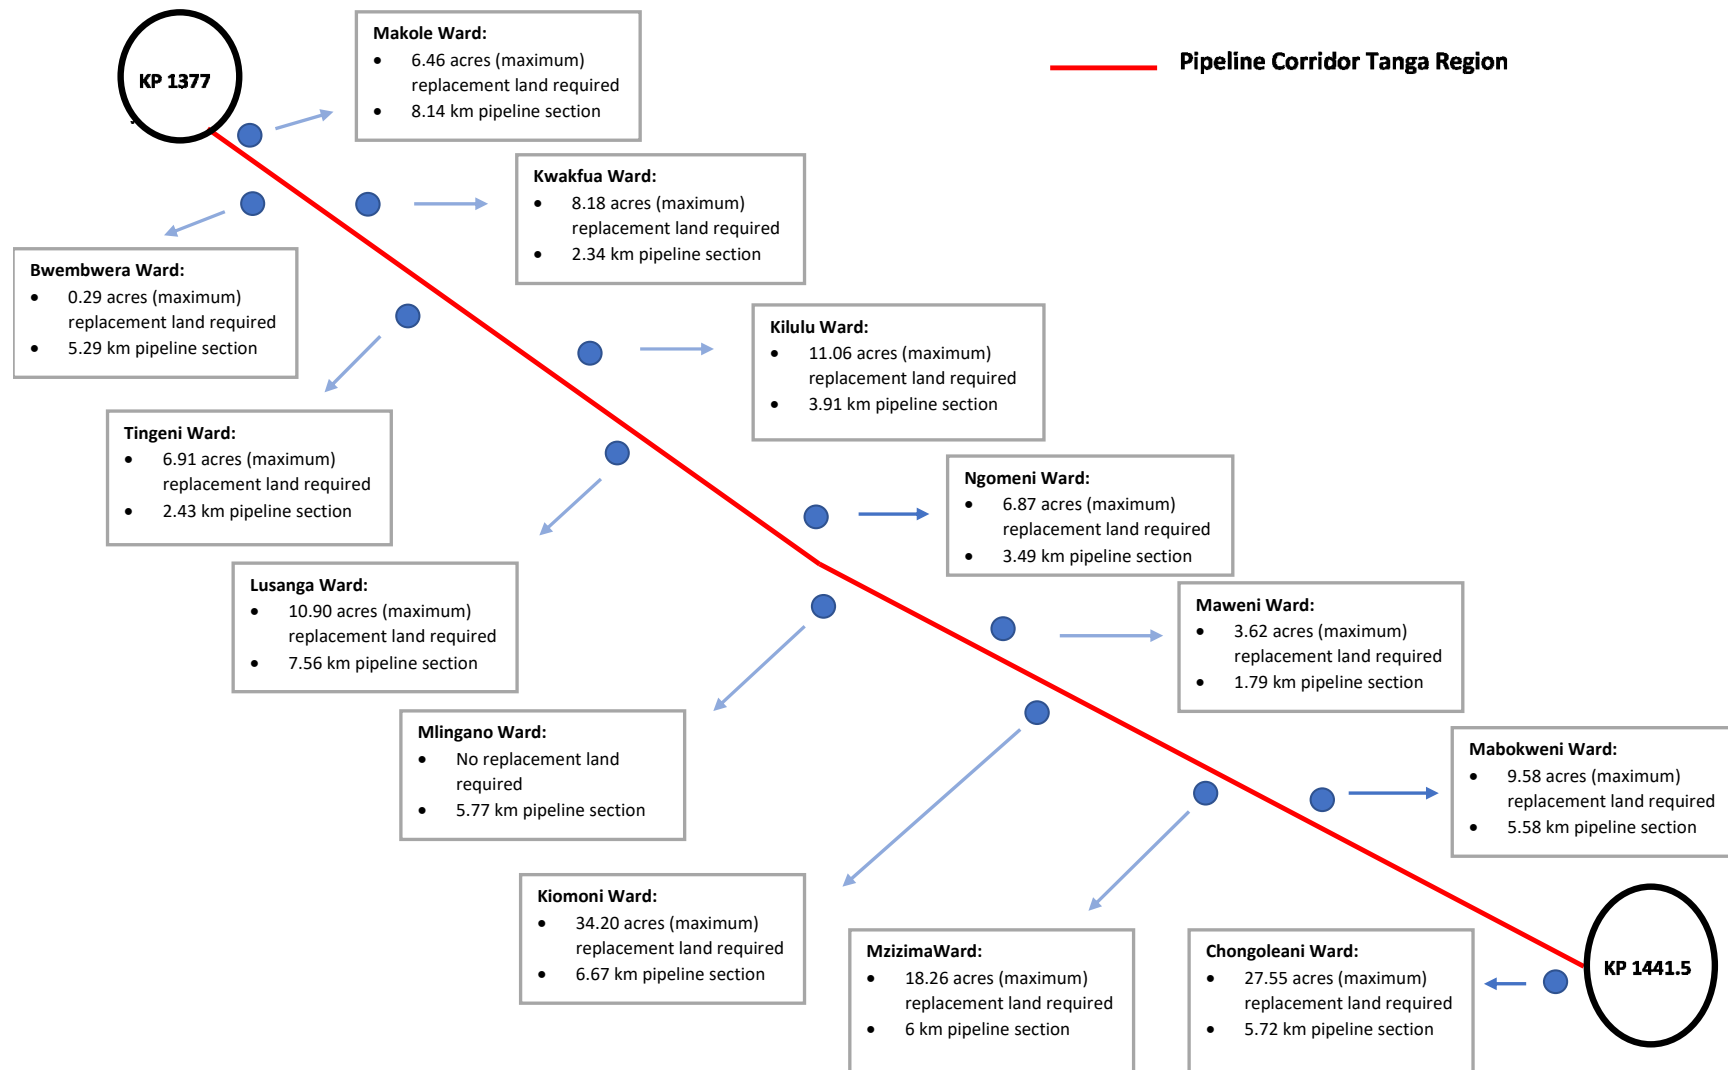 KP 1377
Makole Ward:
• 6.46 acres (maximum)
replacement land required
• 8.14 km pipeline section
Pipeline Corridor Tanga Region
Kwakfua Ward:
• 8.18 acres (maximum)
replacement land required
• 2.34 km pipeline section
Bwembwera Ward:
• 0.29 acres (maximum)
replacement land required
• 5.29 km pipeline section
Kilulu Ward:
• 11.06 acres (maximum)
replacement land required
• 3.91 km pipeline section
Tingeni Ward:
• 6.91 acres (maximum)
replacement land required
• 2.43 km pipeline section
Ngomeni Ward:
• 6.87 acres (maximum)
replacement land required
• 3.49 km pipeline section
Lusanga Ward:
• 10.90 acres (maximum)
replacement land required
• 7.56 km pipeline section
Maweni Ward:
• 3.62 acres (maximum)
replacement land required
• 1.79 km pipeline section
Mlingano Ward:
• No replacement land
required
• 5.77 km pipeline section
Mabokweni Ward:
• 9.58 acres (maximum)
replacement land required
• 5.58 km pipeline section
Kiomoni Ward:
• 34.20 acres (maximum)
replacement land required
• 6.67 km pipeline section
MzizimaWard:
• 18.26 acres (maximum)
replacement land required
• 6 km pipeline section
Chongoleani Ward:
• 27.55 acres (maximum)
replacement land required
• 5.72 km pipeline section
KP 1441.5